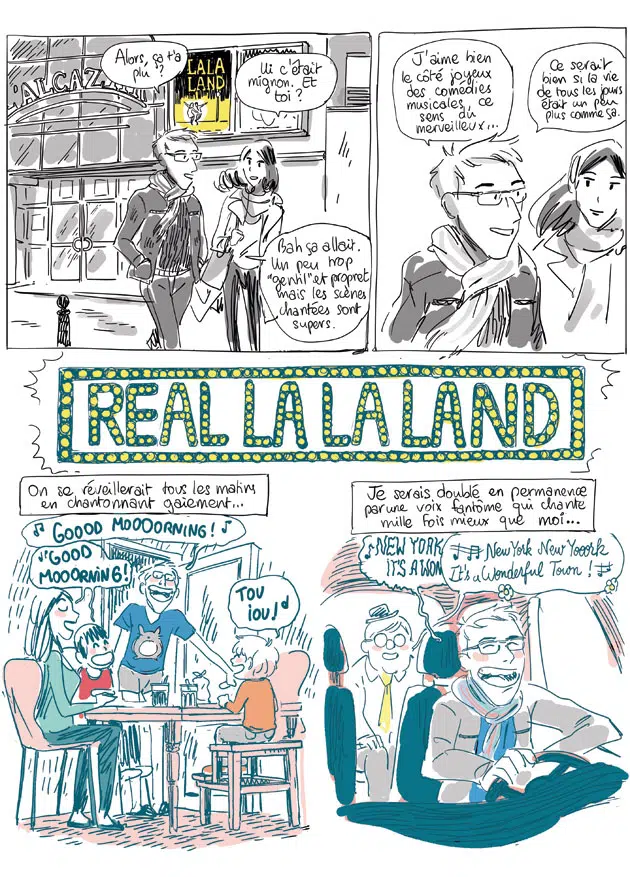 Alors, ça t'a
plu ?
LALA
LAND
Ui c'était
mignon. Et
toi ?
ALCAZA
Bah ça allait.
Un peu trop
"gentil" et propret
mais les scènes
chantées sont
supers.
J'aime bien
le côté joyeux
des comédies
musicales, ce
sens du
merveilleux...
Ce serait
bien si la vie
de tous les jours
était un peu
plus comme ça.
REAL LA LA LAND
On se réveillerait tous les matins
en chantonnant gaiement...
GOOOD MOOOORNING !
GOOD
MOOORNING !
TOU
IOU !
Je serais doublé en permanence
par une voix fantôme qui chante
mille fois mieux que moi...
NEW YORK
IT'S A WON
New York New Yooork
It's a Wonderful Town !